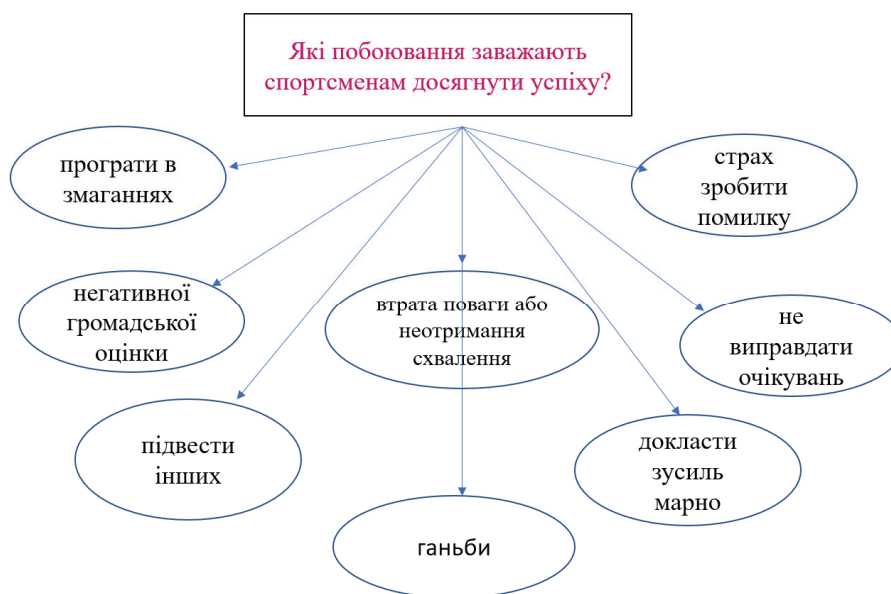 Які побоювання заважають
спортсменам досягнути успіху?
програти в
змаганнях
страх
зробити
помилку
негативної
громадської
оцінки
втрата поваги або
неотримання
схвалення
не
виправдати
очікувань
підвести
інших
докласти
зусиль
марно
ганьби